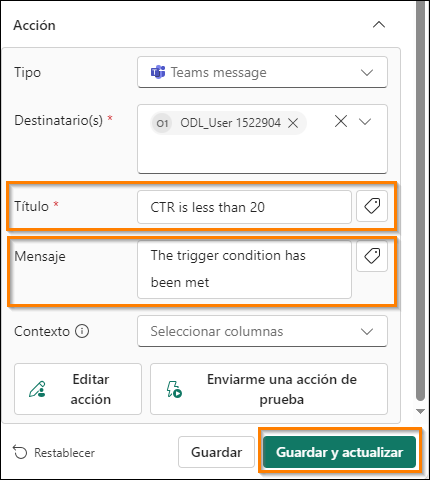 Acción
Tipo
Teams message
Destinatario(s) *
O1 ODL_User 1522904
Título *
CTR is less than 20
Mensaje
The trigger condition has
been met
Contexto
Seleccionar columnas
Editar
acción
Enviarme una acción de
prueba
Restablecer
Guardar
Guardar y actualizar